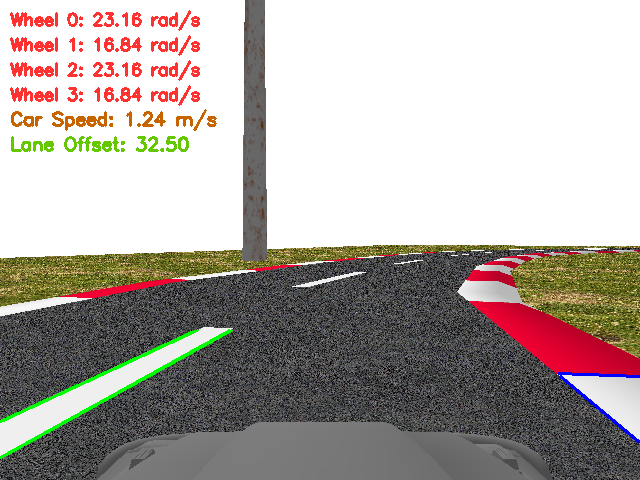 Wheel 0: 23.16 rad/s
Wheel 1: 16.84 rad/s
Wheel 2: 23.16 rad/s
Wheel 3: 16.84 rad/s
Car Speed: 1.24 m/s
Lane Offset: 32.50